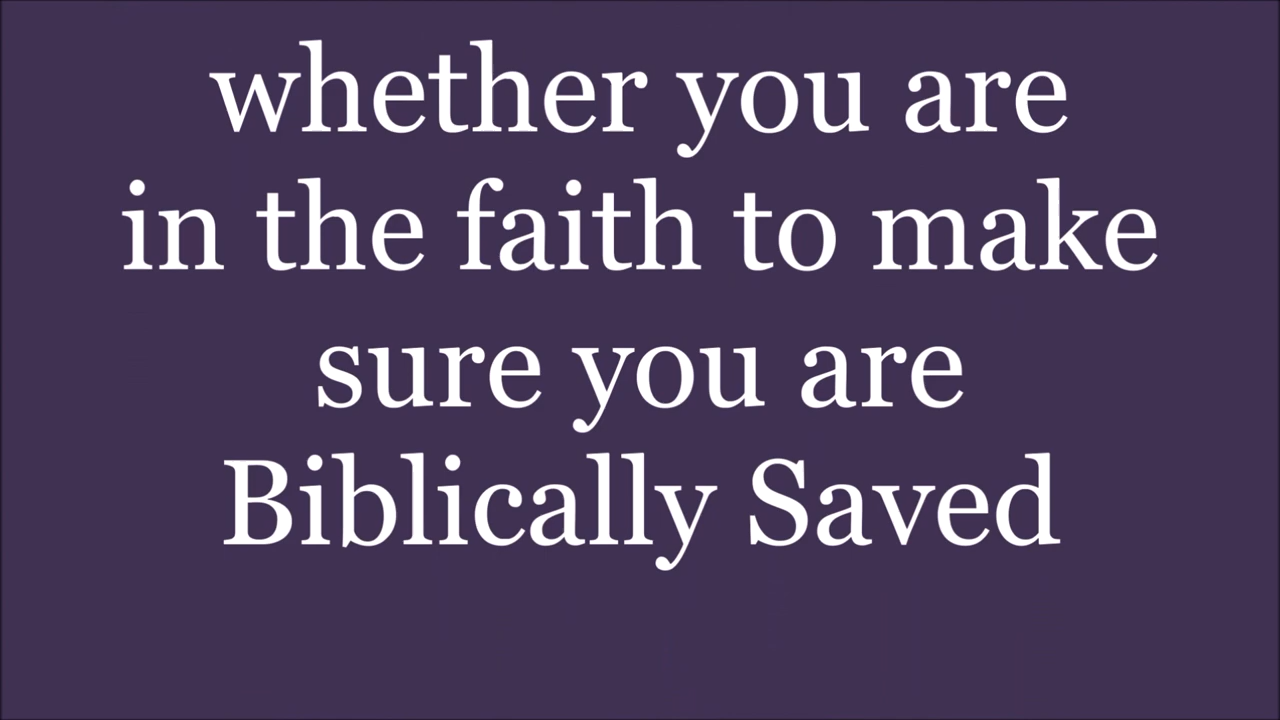 whether you are
in the faith to make
sure you are
Biblically Saved